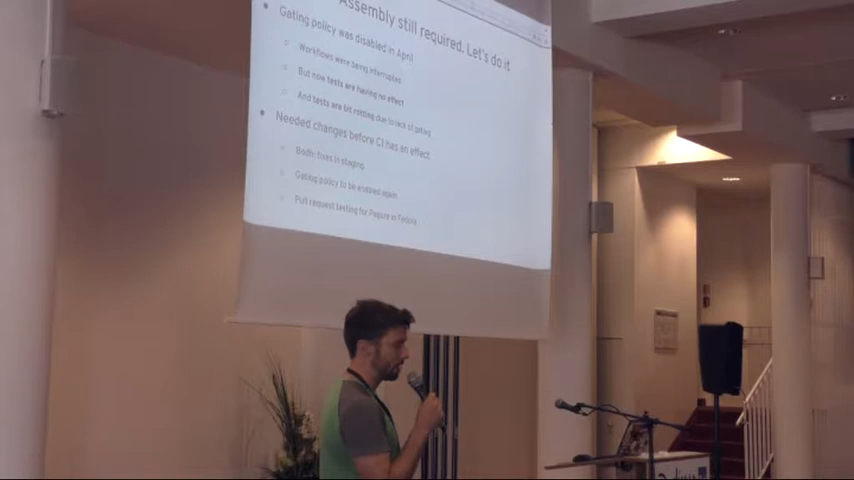 Assembly still required. Let's do it
Gating policy was disabled in April
Workflows were being interrupted
But now tests are having no effect
And tests are bit rotting due to lack of gating
Needed changes before CI has an effect
Bodhi fixes in staging
Gating policy to be enabled again
Pull request testing for Pagure in Fedora